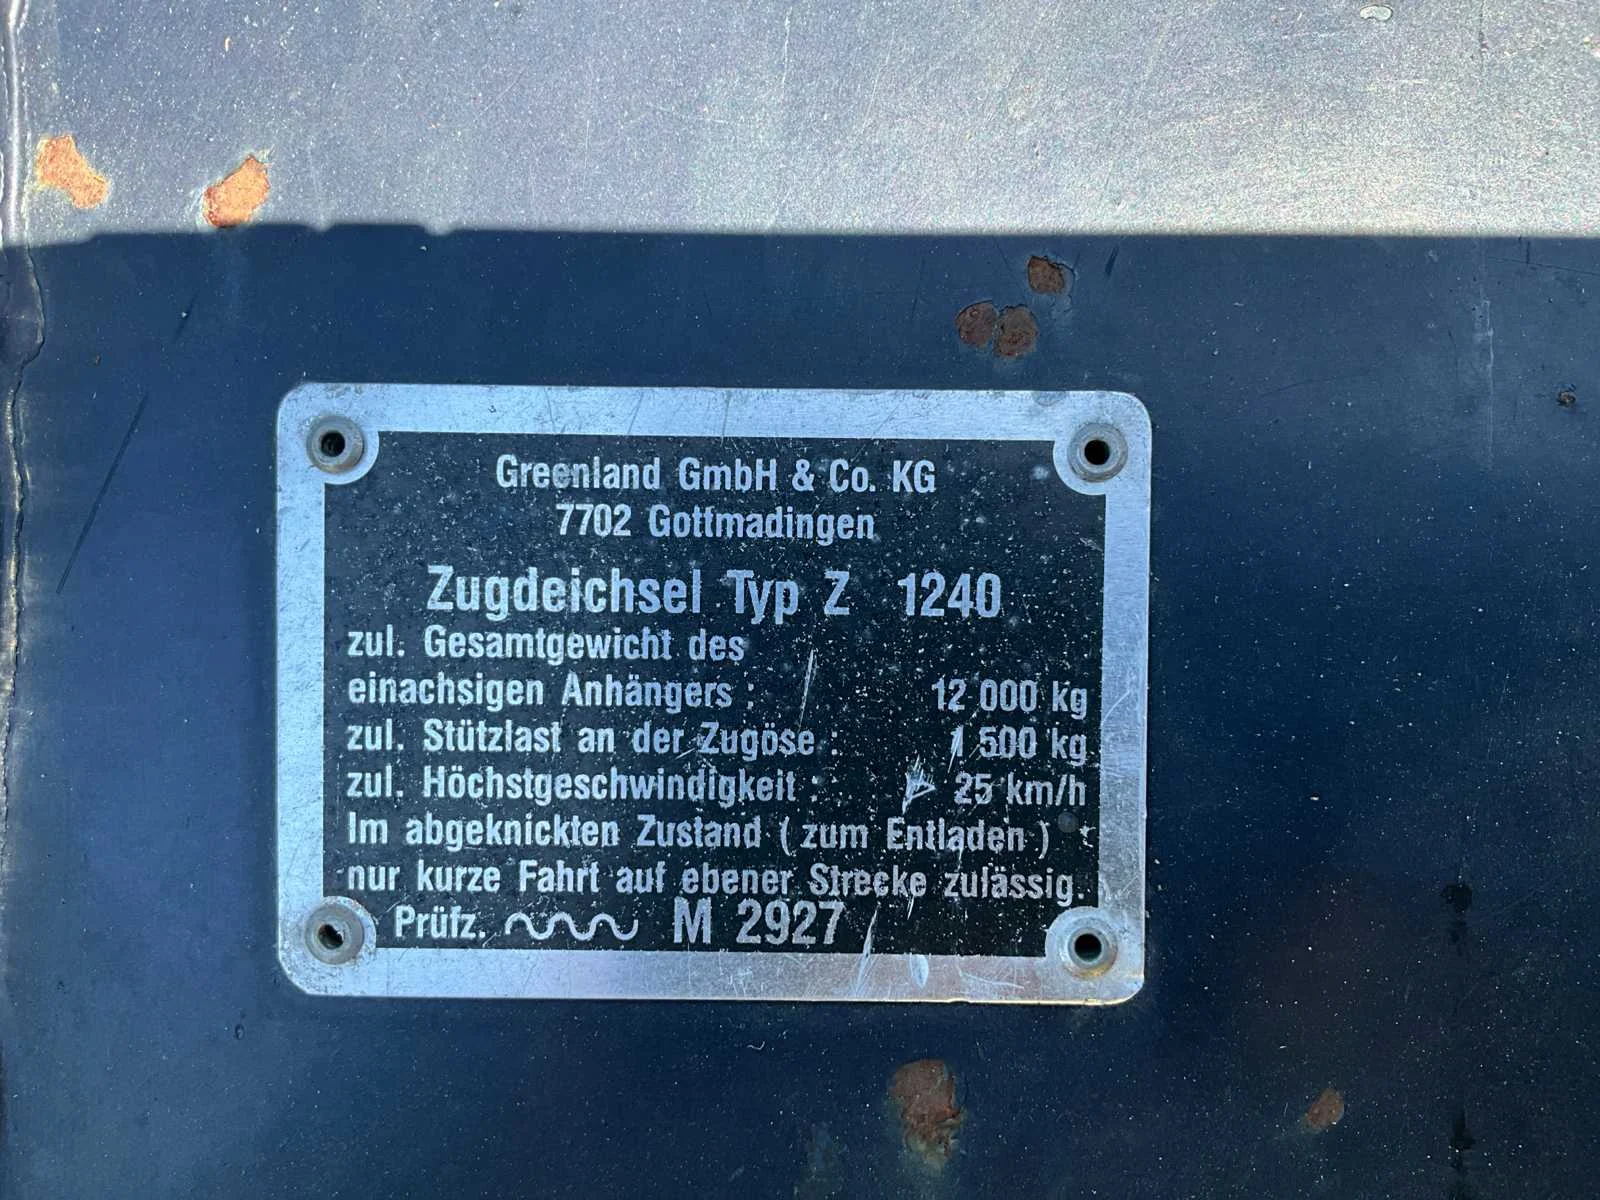 Greenland GmbH & Co. KG
7702 Gottmadingen
Zugdeichsel Typ Z 1240
zul. Gesamtgewicht des
einachsigen Anhängers : 12 000 kg
zul. Stützlast an der Zugöse : 1 500 kg
zul. Höchstgeschwindigkeit : 25 km/h
Im abgeknickten Zustand ( zum Entladen )
nur kurze Fahrt auf ebener Strecke zulässig.
Prüfz. M 2927